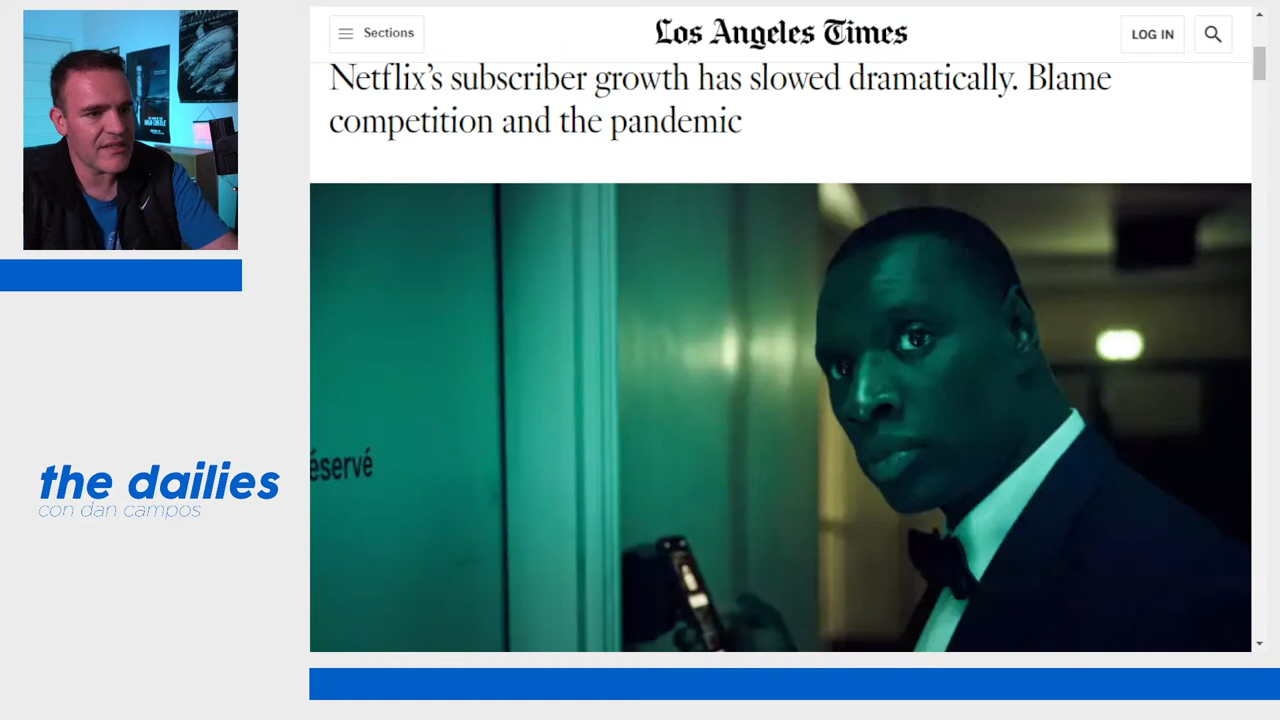 Sections
Los Angeles Times
LOG IN
Netflix's subscriber growth has slowed dramatically. Blame
competition and the pandemic
éservé
the dailies
con dan campos